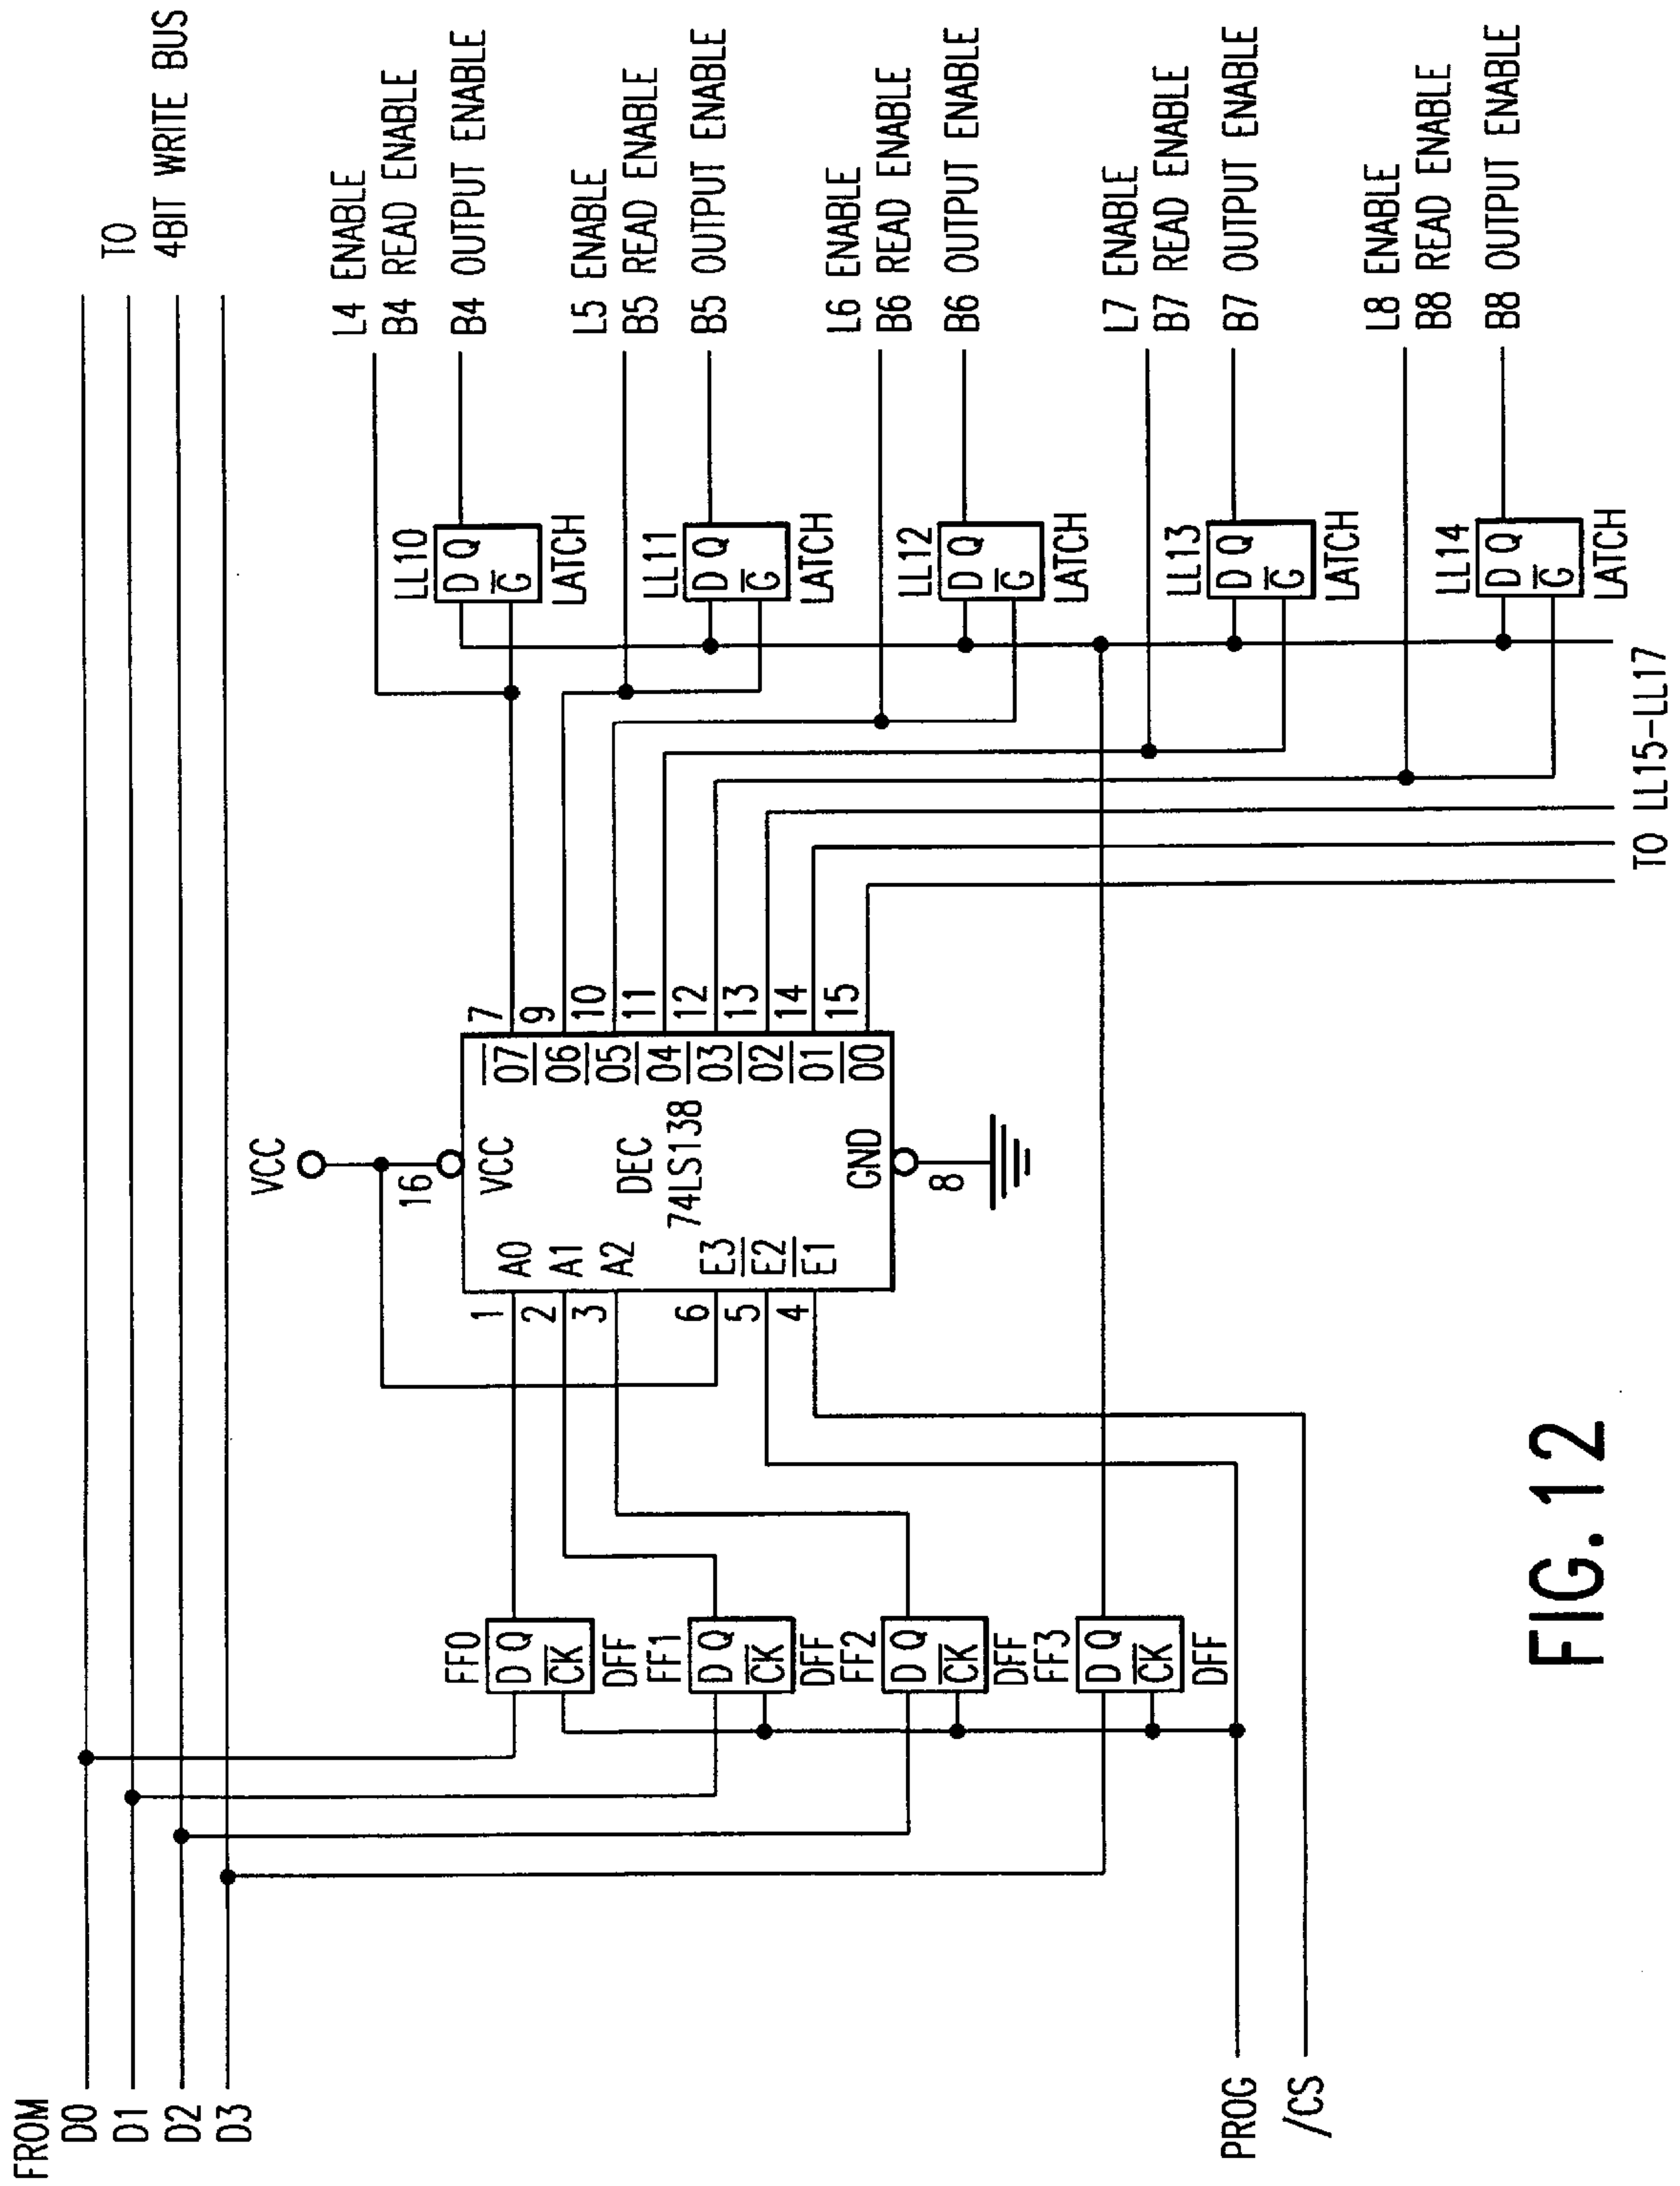 FROM
D0
D1
D2
D3
TO
4BIT WRITE BUS
VCC
16
VCC
L4 ENABLE
B4 READ ENABLE
B4 OUTPUT ENABLE
L5 ENABLE
B5 READ ENABLE
B5 OUTPUT ENABLE
L6 ENABLE
B6 READ ENABLE
B6 OUTPUT ENABLE
L7 ENABLE
B7 READ ENABLE
B7 OUTPUT ENABLE
L8 ENABLE
B8 READ ENABLE
B8 OUTPUT ENABLE
LL10
D Q
G
LATCH
LL11
D Q
G
LATCH
LL12
D Q
G
LATCH
LL13
D Q
G
LATCH
LL14
D Q
G
LATCH
FF0
D Q
CK
DFF
FF1
D Q
CK
DFF
FF2
D Q
CK
DFF
FF3
D Q
CK
DFF
1 A0
2 A1
3 A2
6 E3
5 E2
4 E1
DEC
74LS138
GND
8
O7 7
O6 9
O5 10
O4 11
O3 12
O2 13
O1 14
O0 15
TO LL15-LL17
PROG
/CS
FIG. 12